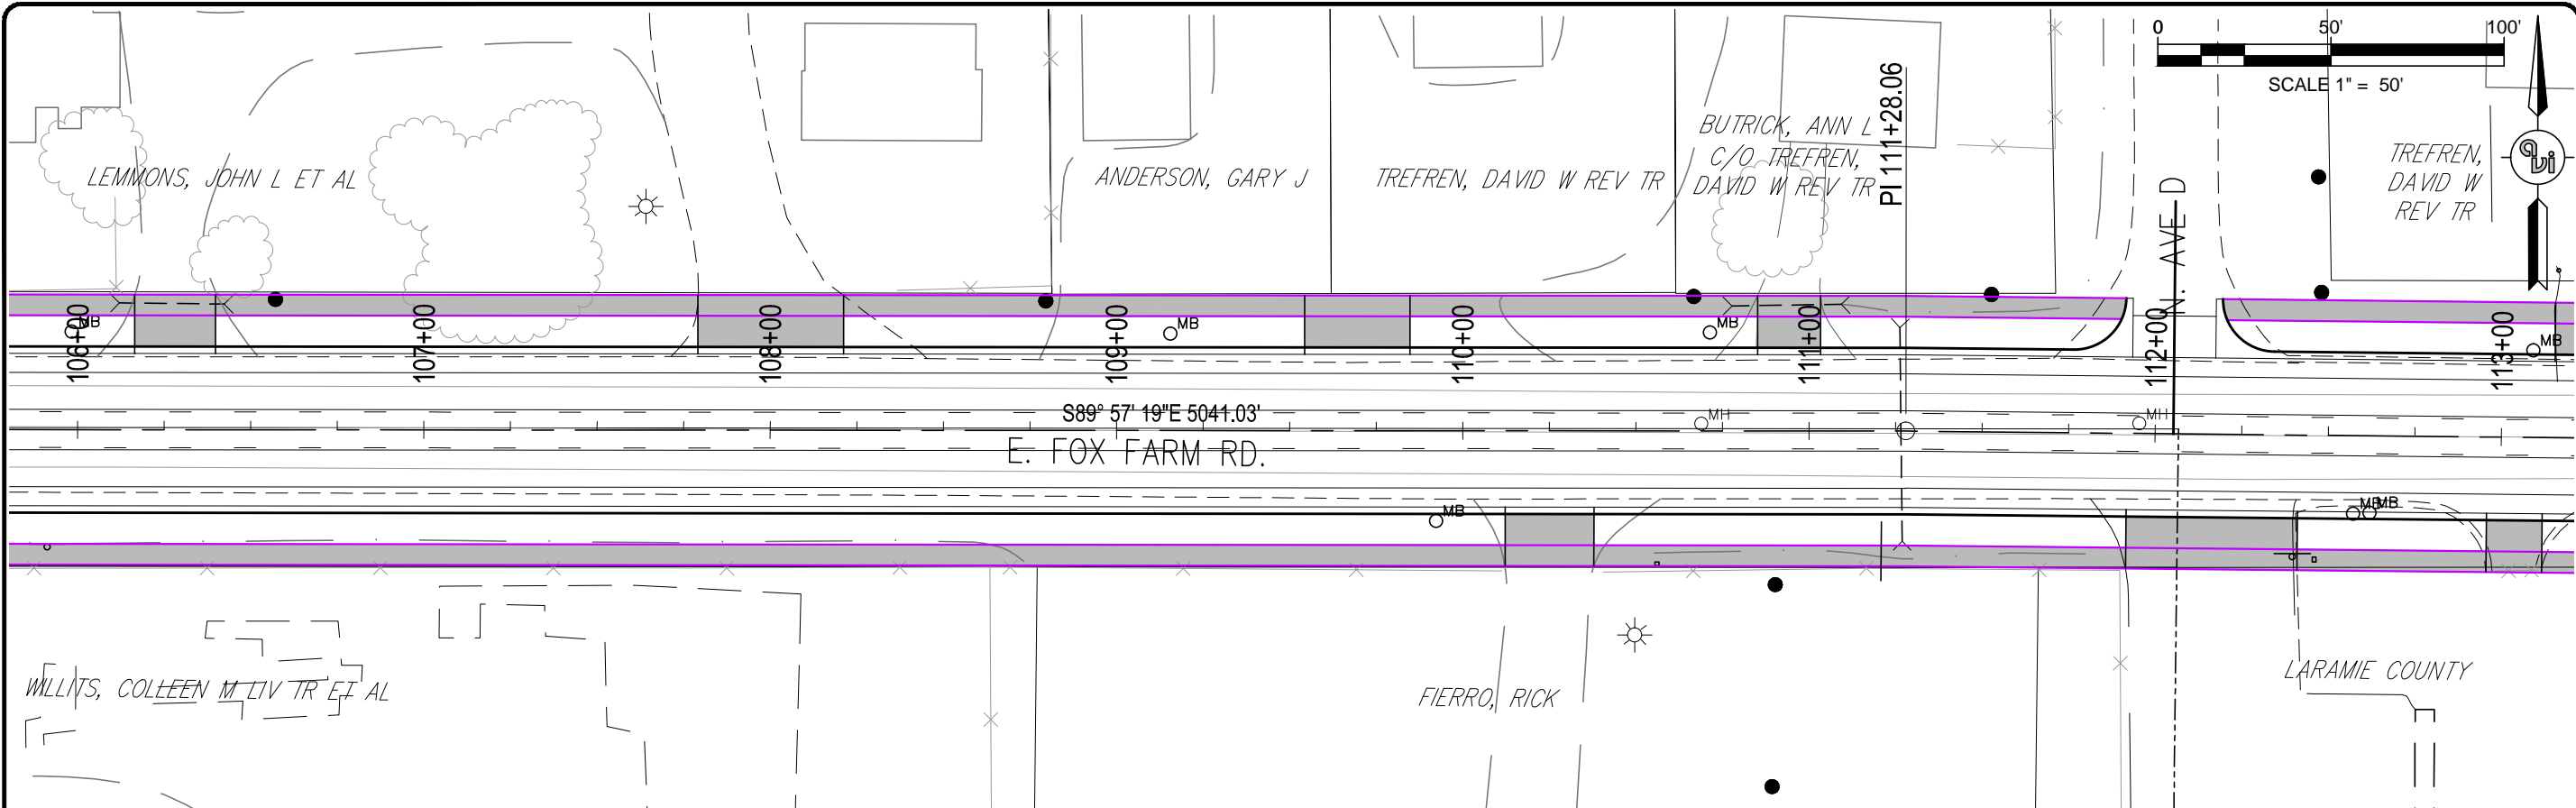 0 50' 100'
SCALE 1" = 50'
LEMMONS, JOHN L ET AL
ANDERSON, GARY J
TREFREN, DAVID W REV TR
BUTRICK, ANN L
C/O TREFREN,
DAVID W REV TR
PI 111+28.06
N. AVE D
TREFREN,
DAVID W
REV TR
avi
MB
MB
MB
MB
106+00
107+00
108+00
109+00
110+00
111+00
112+00
113+00
S89° 57' 19"E 5041.03'
MH
MH
E. FOX FARM RD.
MB
MB
MB
WILLITS, COLLEEN M LIV TR ET AL
FIERRO, RICK
LARAMIE COUNTY